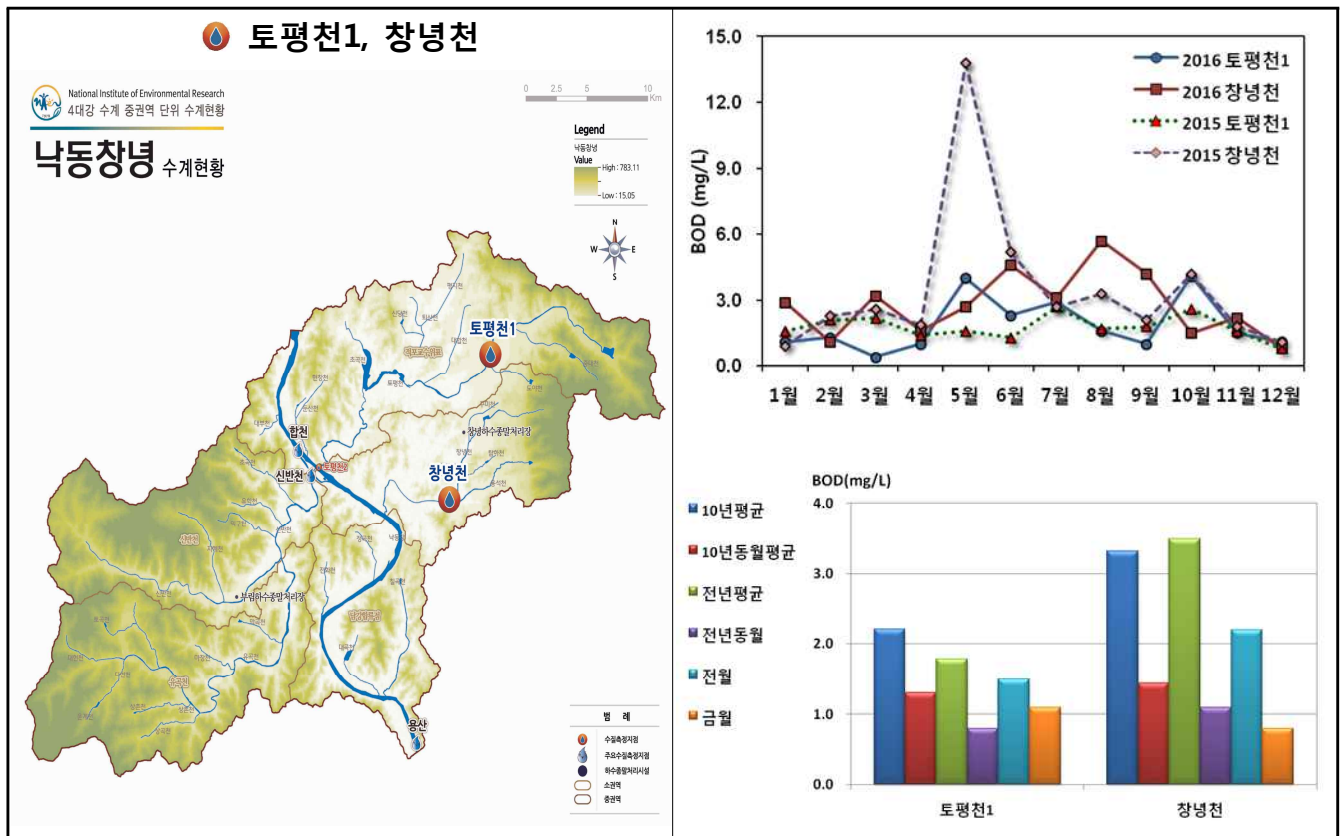 토평천1, 창녕천
National Institute of Environmental Research
4대강 수계 중권역 단위 수계현황
낙동창녕 수계현황
0 2.5 5 10
Km
Legend
낙동창녕
Value
High : 783.11
Low : 15.05
N
W E
S
토평천1
토평천
합천
신반천
토평천2
창녕천
창녕하수종말처리장
부림하수종말처리장
신반천
유곡천
용산
범 례
수질측정지점
주요수질측정지점
하수종말처리시설
소권역
중권역
15.0
12.0
9.0
6.0
3.0
0.0
BOD (mg/L)
2016 토평천1
2016 창녕천
2015 토평천1
2015 창녕천
1월 2월 3월 4월 5월 6월 7월 8월 9월 10월 11월 12월
BOD(mg/L)
4.0
3.0
2.0
1.0
0.0
10년평균
10년동월평균
전년평균
전년동월
전월
금월
토평천1 창녕천